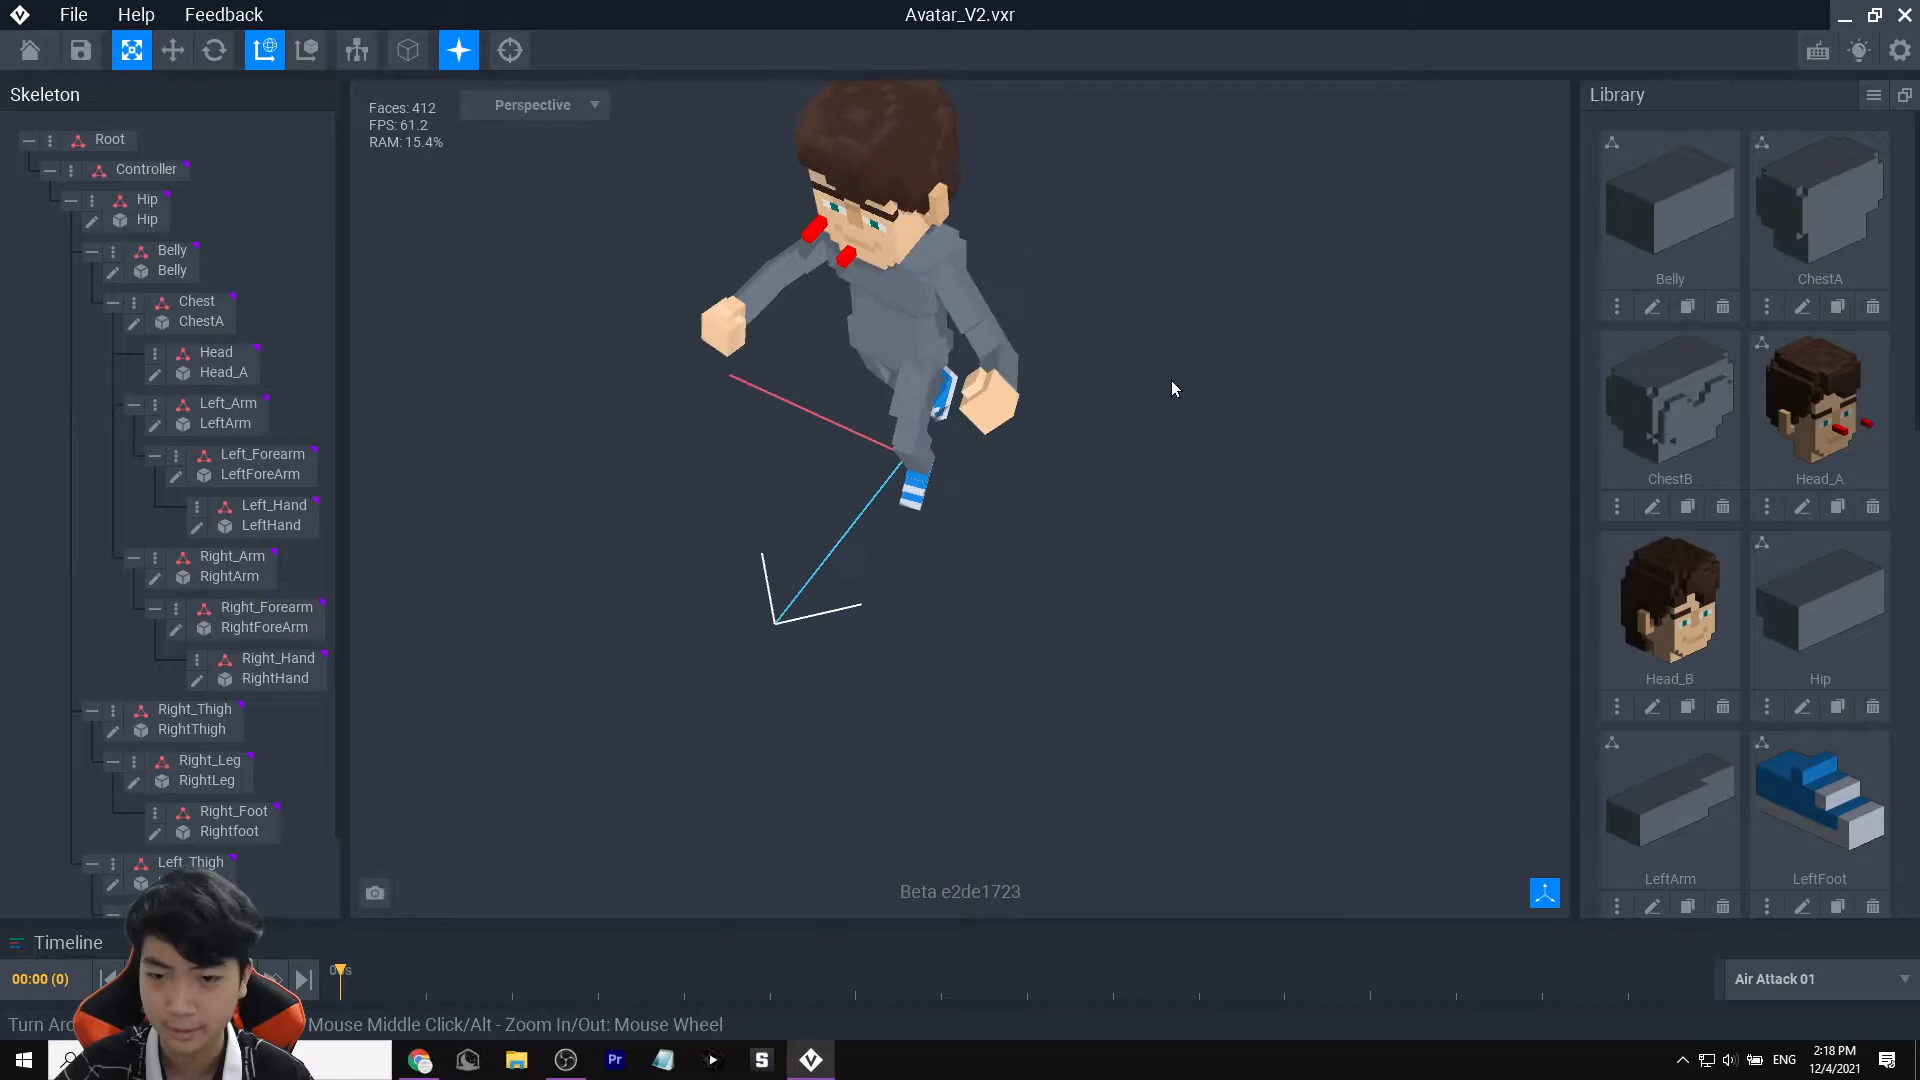 File
Help
Feedback
Avatar_V2.vxr
Skeleton
Root
Controller
Hip
Hip
Belly
Belly
Chest
ChestA
Head
Head_A
Left_Arm
LeftArm
Left_Forearm
LeftForeArm
Left_Hand
LeftHand
Right_Arm
RightArm
Right_Forearm
RightForeArm
Right_Hand
RightHand
Right_Thigh
RightThigh
Right_Leg
RightLeg
Right_Foot
Rightfoot
Left_Thigh
Faces: 412
FPS: 61.2
RAM: 15.4%
Perspective
Beta e2de1723
Library
Belly
ChestA
ChestB
Head_A
Head_B
Hip
LeftArm
LeftFoot
Timeline
00:00 (0)
Air Attack 01
Turn
Mouse Middle Click/Alt - Zoom In/Out: Mouse Wheel
Pr
S
ENG
2:18 PM
12/4/2021